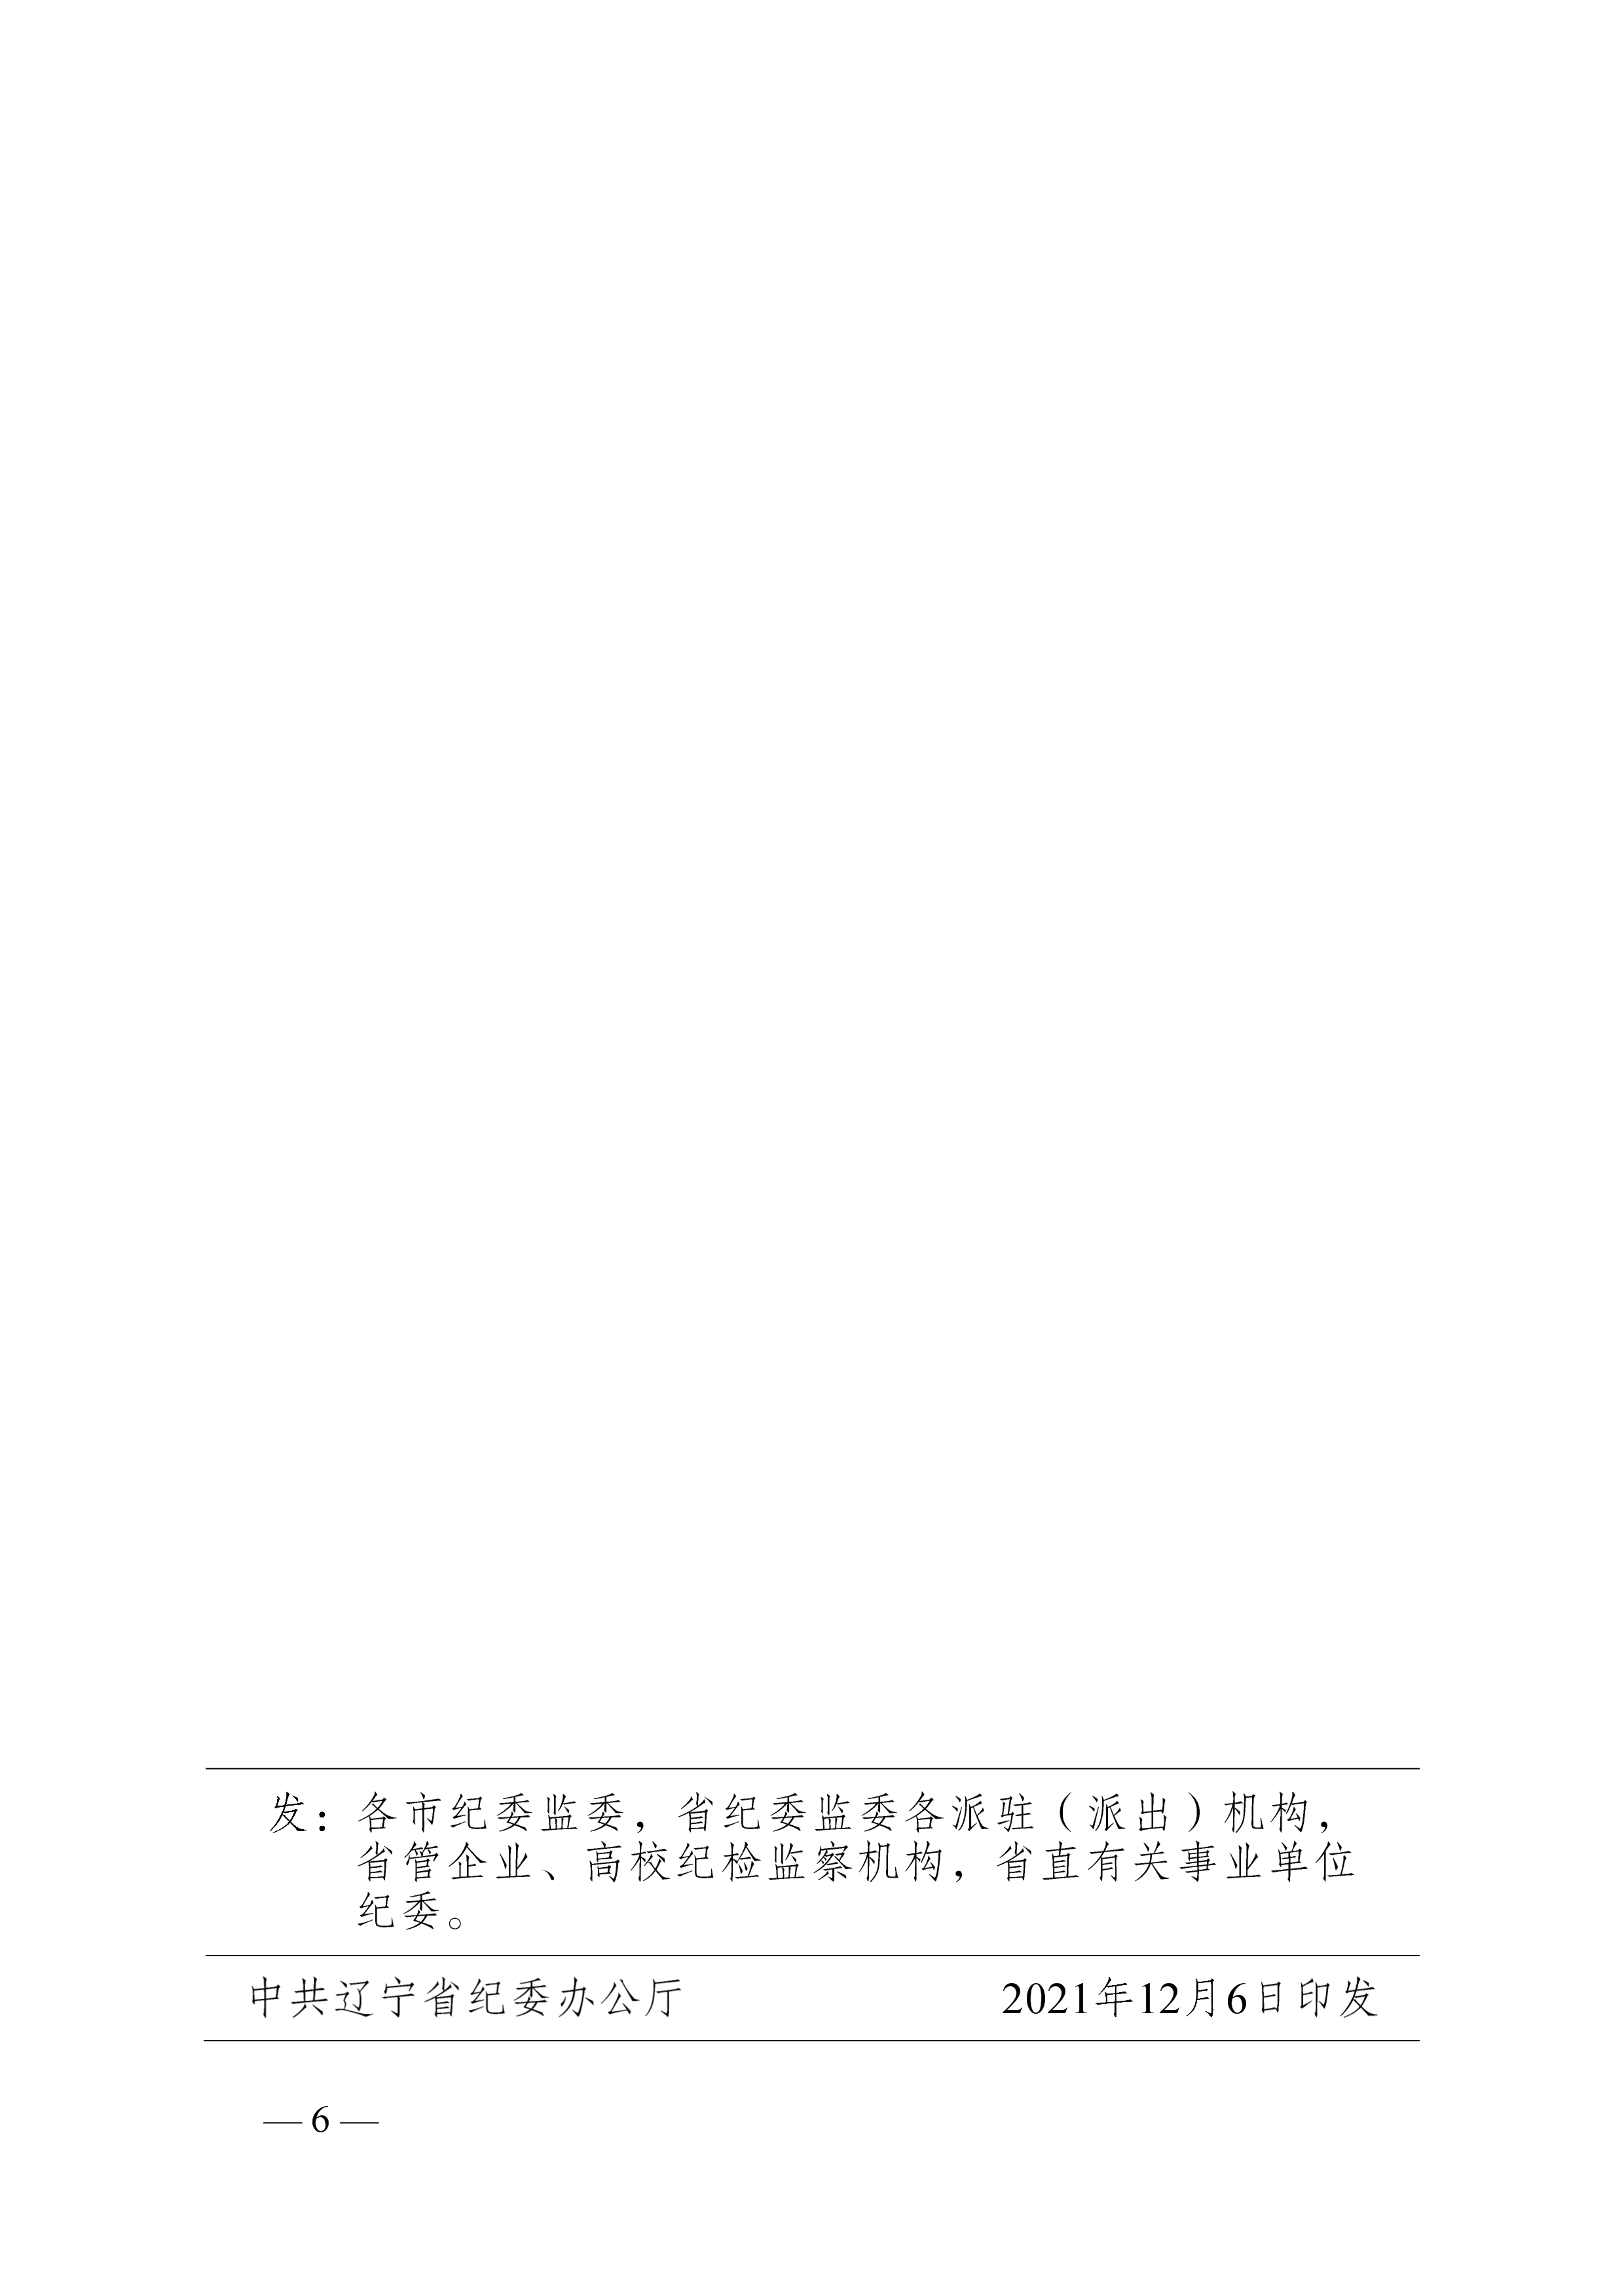 发：各市纪委监委，省纪委监委各派驻（派出）机构，
省管企业、高校纪检监察机构，省直有关事业单位
纪委。
中共辽宁省纪委办公厅 2021年12月6日印发
— 6 —